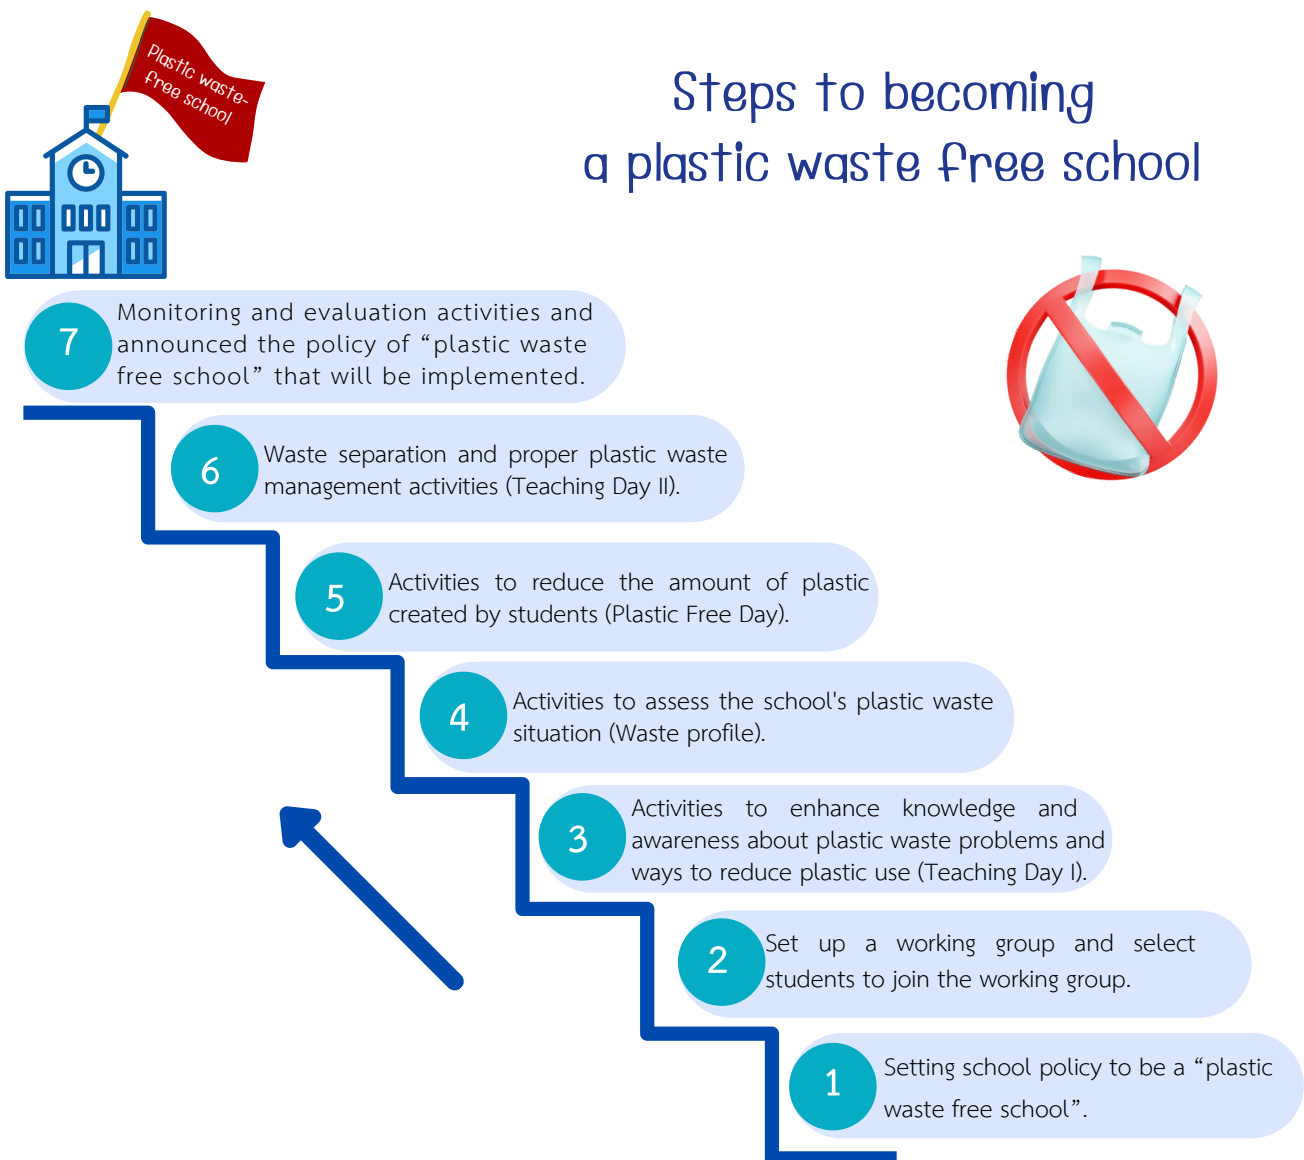 Plastic waste-
free school
Steps to becoming
a plastic waste free school
7
Monitoring and evaluation activities and
announced the policy of “plastic waste
free school” that will be implemented.
6
Waste separation and proper plastic waste
management activities (Teaching Day II).
5
Activities to reduce the amount of plastic
created by students (Plastic Free Day).
4
Activities to assess the school's plastic waste
situation (Waste profile).
3
Activities to enhance knowledge and
awareness about plastic waste problems and
ways to reduce plastic use (Teaching Day I).
2
Set up a working group and select
students to join the working group.
1
Setting school policy to be a “plastic
waste free school”.